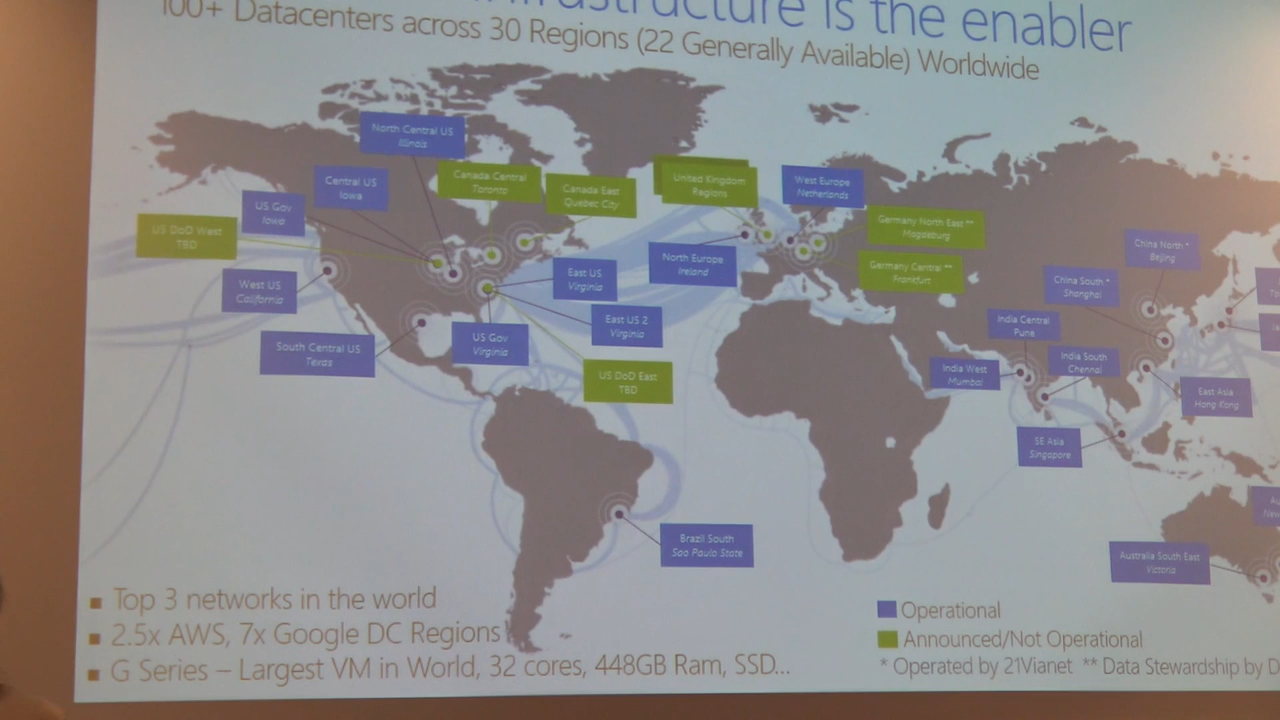 is the enabler
100+ Datacenters across 30 Regions (22 Generally Available) Worldwide
North Central US
Illinois
Canada Central
Toronto
Canada East
Quebec City
United Kingdom
Regions
West Europe
Netherlands
Central US
Iowa
US Gov
Iowa
US DoD West
TBD
Germany North East **
Magdeburg
Germany Central **
Frankfurt
North Europe
Ireland
China North *
Beijing
China South *
Shanghai
West US
California
East US
Virginia
East US 2
Virginia
US Gov
Virginia
South Central US
Texas
US DoD East
TBD
India Central
Pune
India South
Chennai
India West
Mumbai
East Asia
Hong Kong
SE Asia
Singapore
Brazil South
Sao Paulo State
Australia South East
Victoria
▪ Top 3 networks in the world
▪ 2.5x AWS, 7x Google DC Regions
▪ G Series – Largest VM in World, 32 cores, 448GB Ram, SSD...
Operational
Announced/Not Operational
* Operated by 21Vianet ** Data Stewardship by D